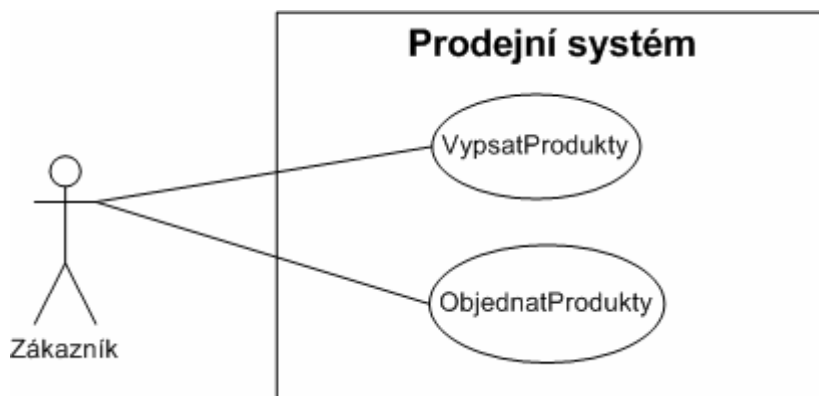 Prodejní systém
VypsatProdukty
ObjednatProdukty
Zákazník